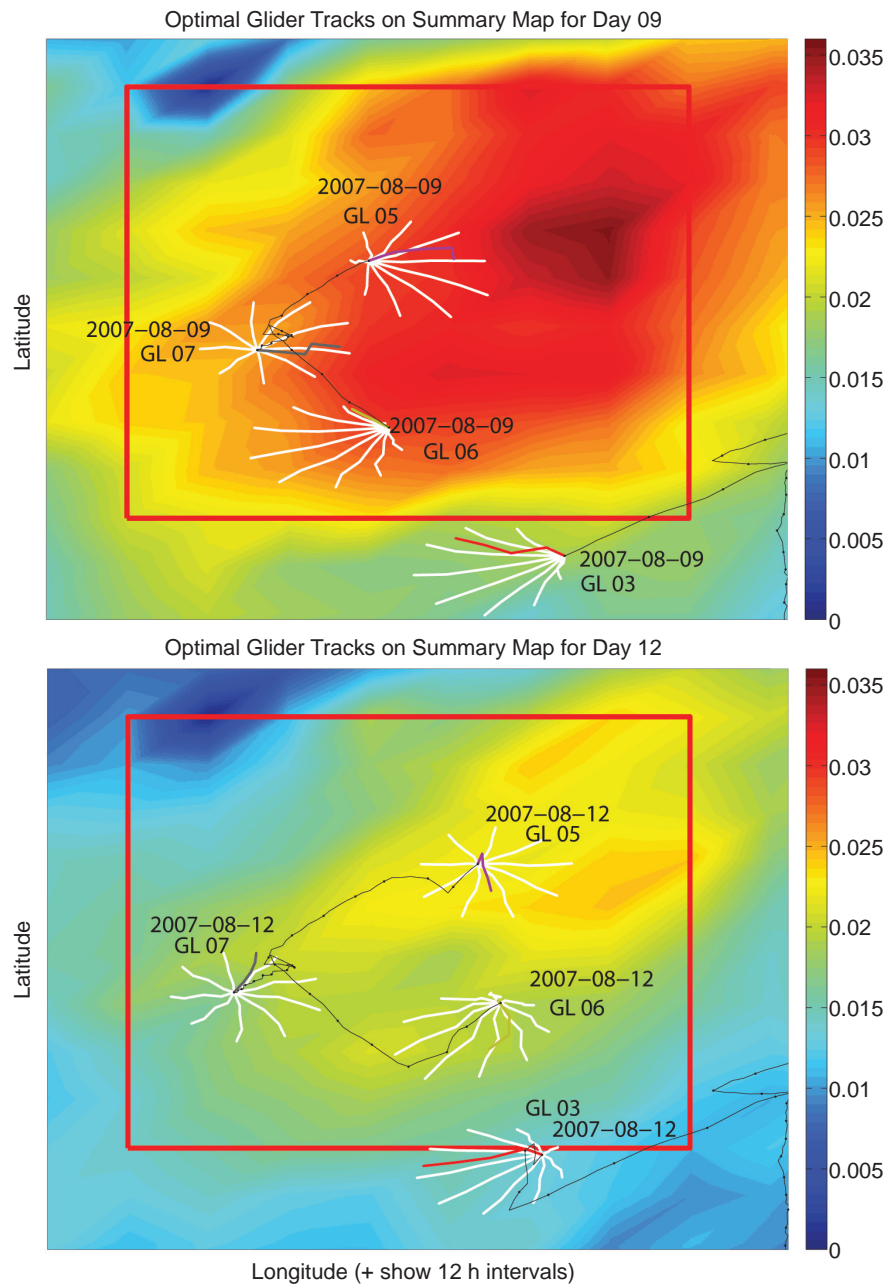 Optimal Glider Tracks on Summary Map for Day 09
0.035
0.03
0.025
0.02
0.015
0.01
0.005
0
Latitude
2007–08–09
GL 05
2007–08–09
GL 07
2007–08–09
GL 06
2007–08–09
GL 03
Optimal Glider Tracks on Summary Map for Day 12
0.035
0.03
0.025
0.02
0.015
0.01
0.005
0
Latitude
2007–08–12
GL 05
2007–08–12
GL 07
2007–08–12
GL 06
GL 03
2007–08–12
Longitude (+ show 12 h intervals)